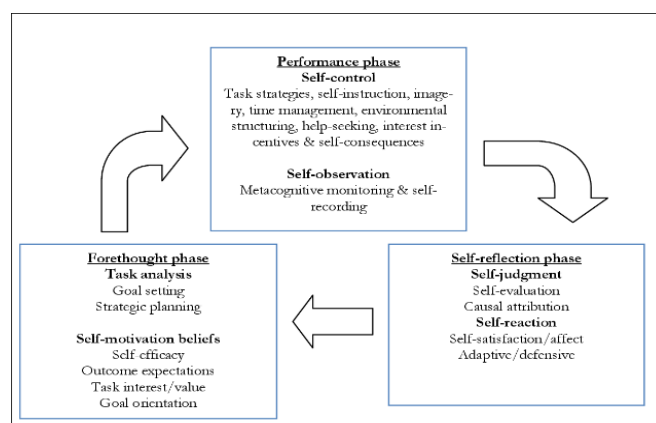 Performance phase
Self-control
Task strategies, self-instruction, image-
ry, time management, environmental
structuring, help-seeking, interest in-
centives & self-consequences
Self-observation
Metacognitive monitoring & self-
recording
Forethought phase
Task analysis
Goal setting
Strategic planning
Self-motivation beliefs
Self-efficacy
Outcome expectations
Task interest/value
Goal orientation
Self-reflection phase
Self-judgment
Self-evaluation
Causal attribution
Self-reaction
Self-satisfaction/affect
Adaptive/defensive